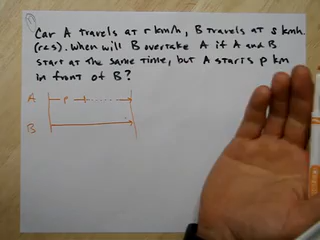 Car A travels at r km/h, B travels at s km/h.
(r<s). When will B overtake A if A and B
start at the same time, but A starts p km
in front of B?
A p
B